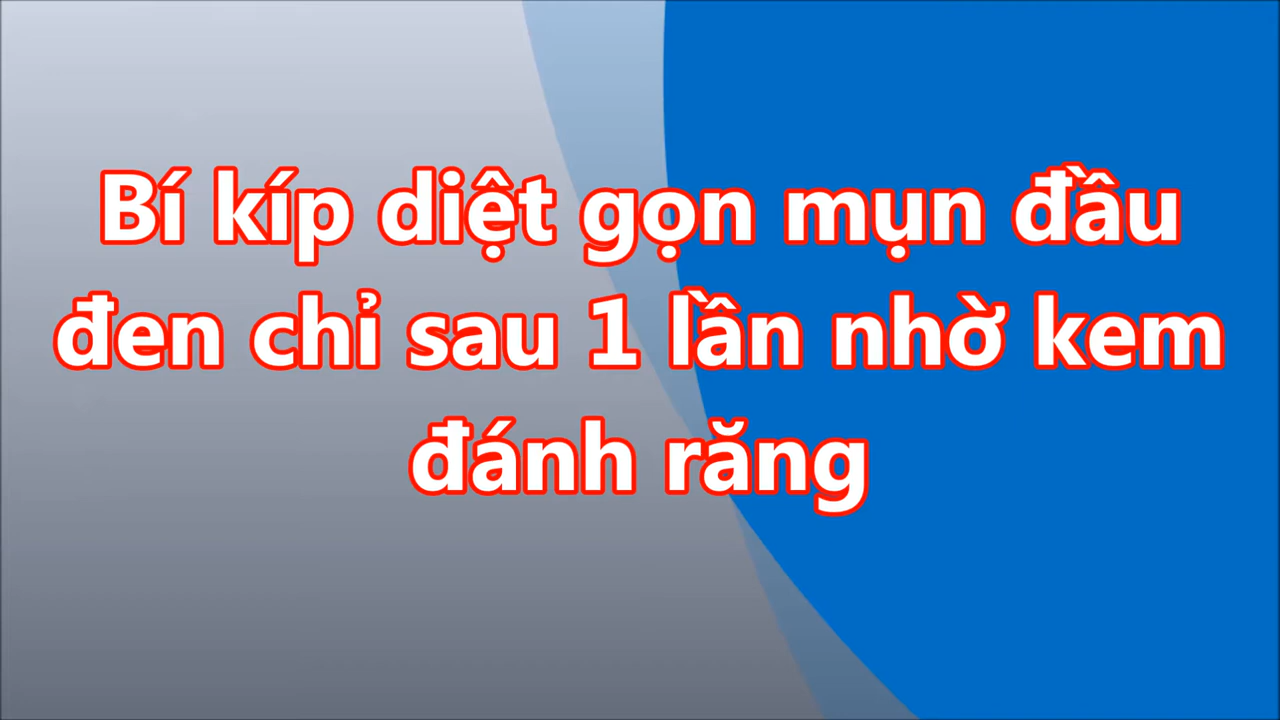 Bí kíp diệt gọn mụn đầu
đen chỉ sau 1 lần nhờ kem
đánh răng